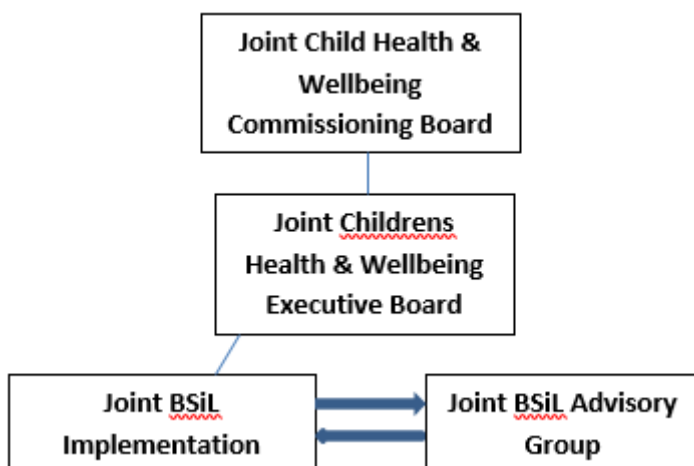 Joint Child Health &
Wellbeing
Commissioning Board
Joint Childrens
Health & Wellbeing
Executive Board
Joint BSiL
Implementation
Joint BSiL Advisory
Group